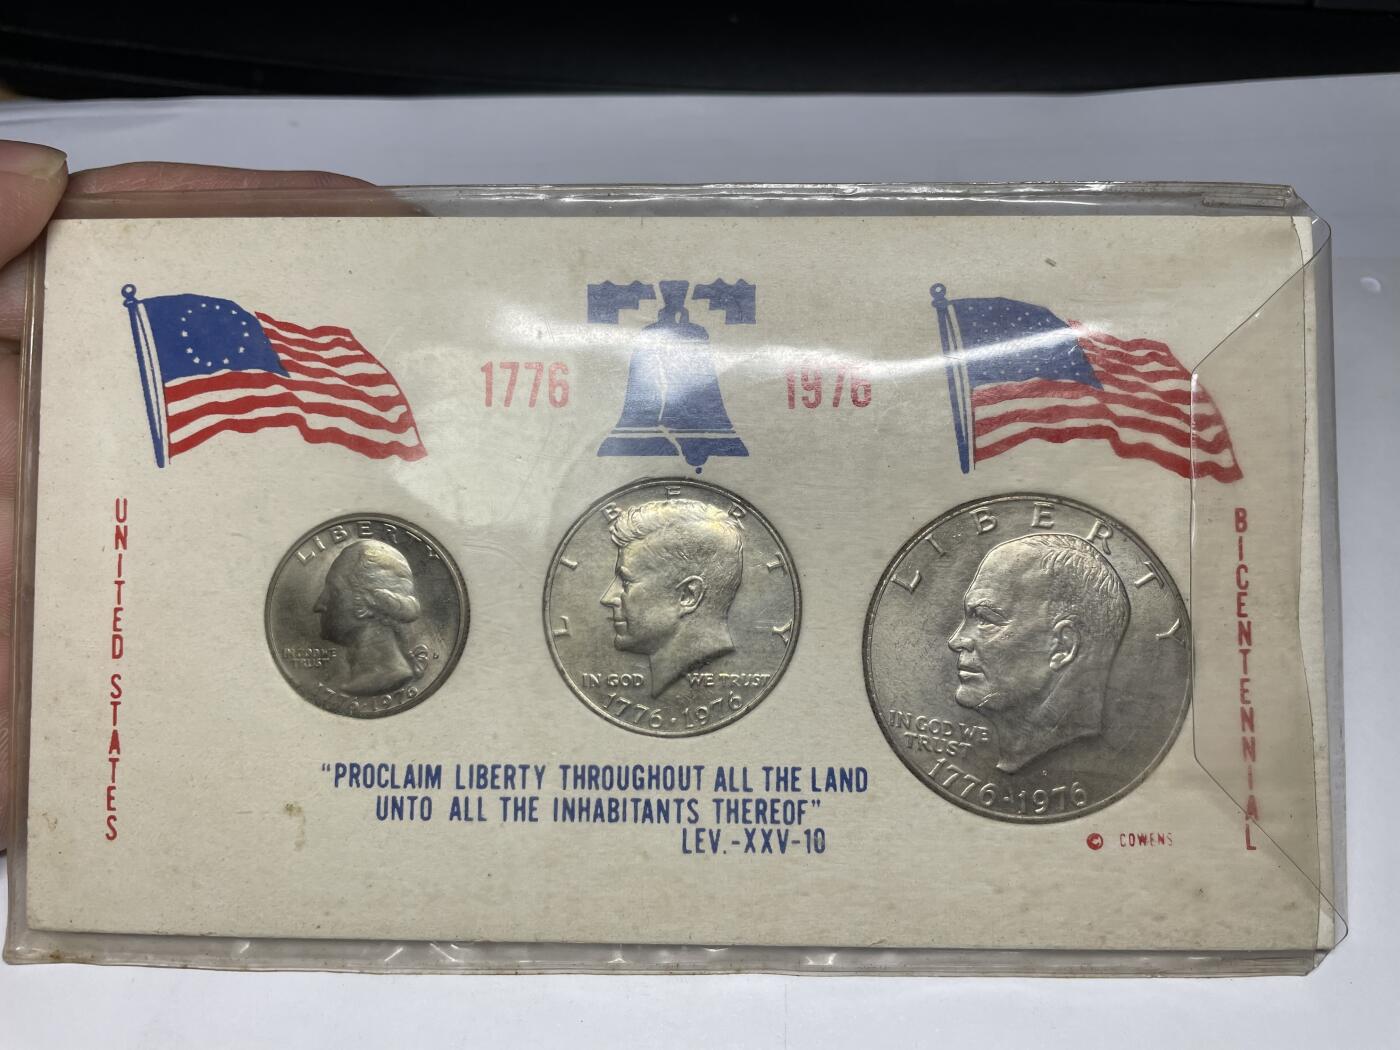 1776 1976
UNITED STATES
BICENTENNIAL
LIBERTY
IN GOD WE
TRUST
D
1776·1976
LIBERTY
IN GOD WE TRUST
1776·1976
LIBERTY
IN GOD WE
TRUST
1776·1976
"PROCLAIM LIBERTY THROUGHOUT ALL THE LAND
UNTO ALL THE INHABITANTS THEREOF"
LEV.-XXV-10
© COWENS